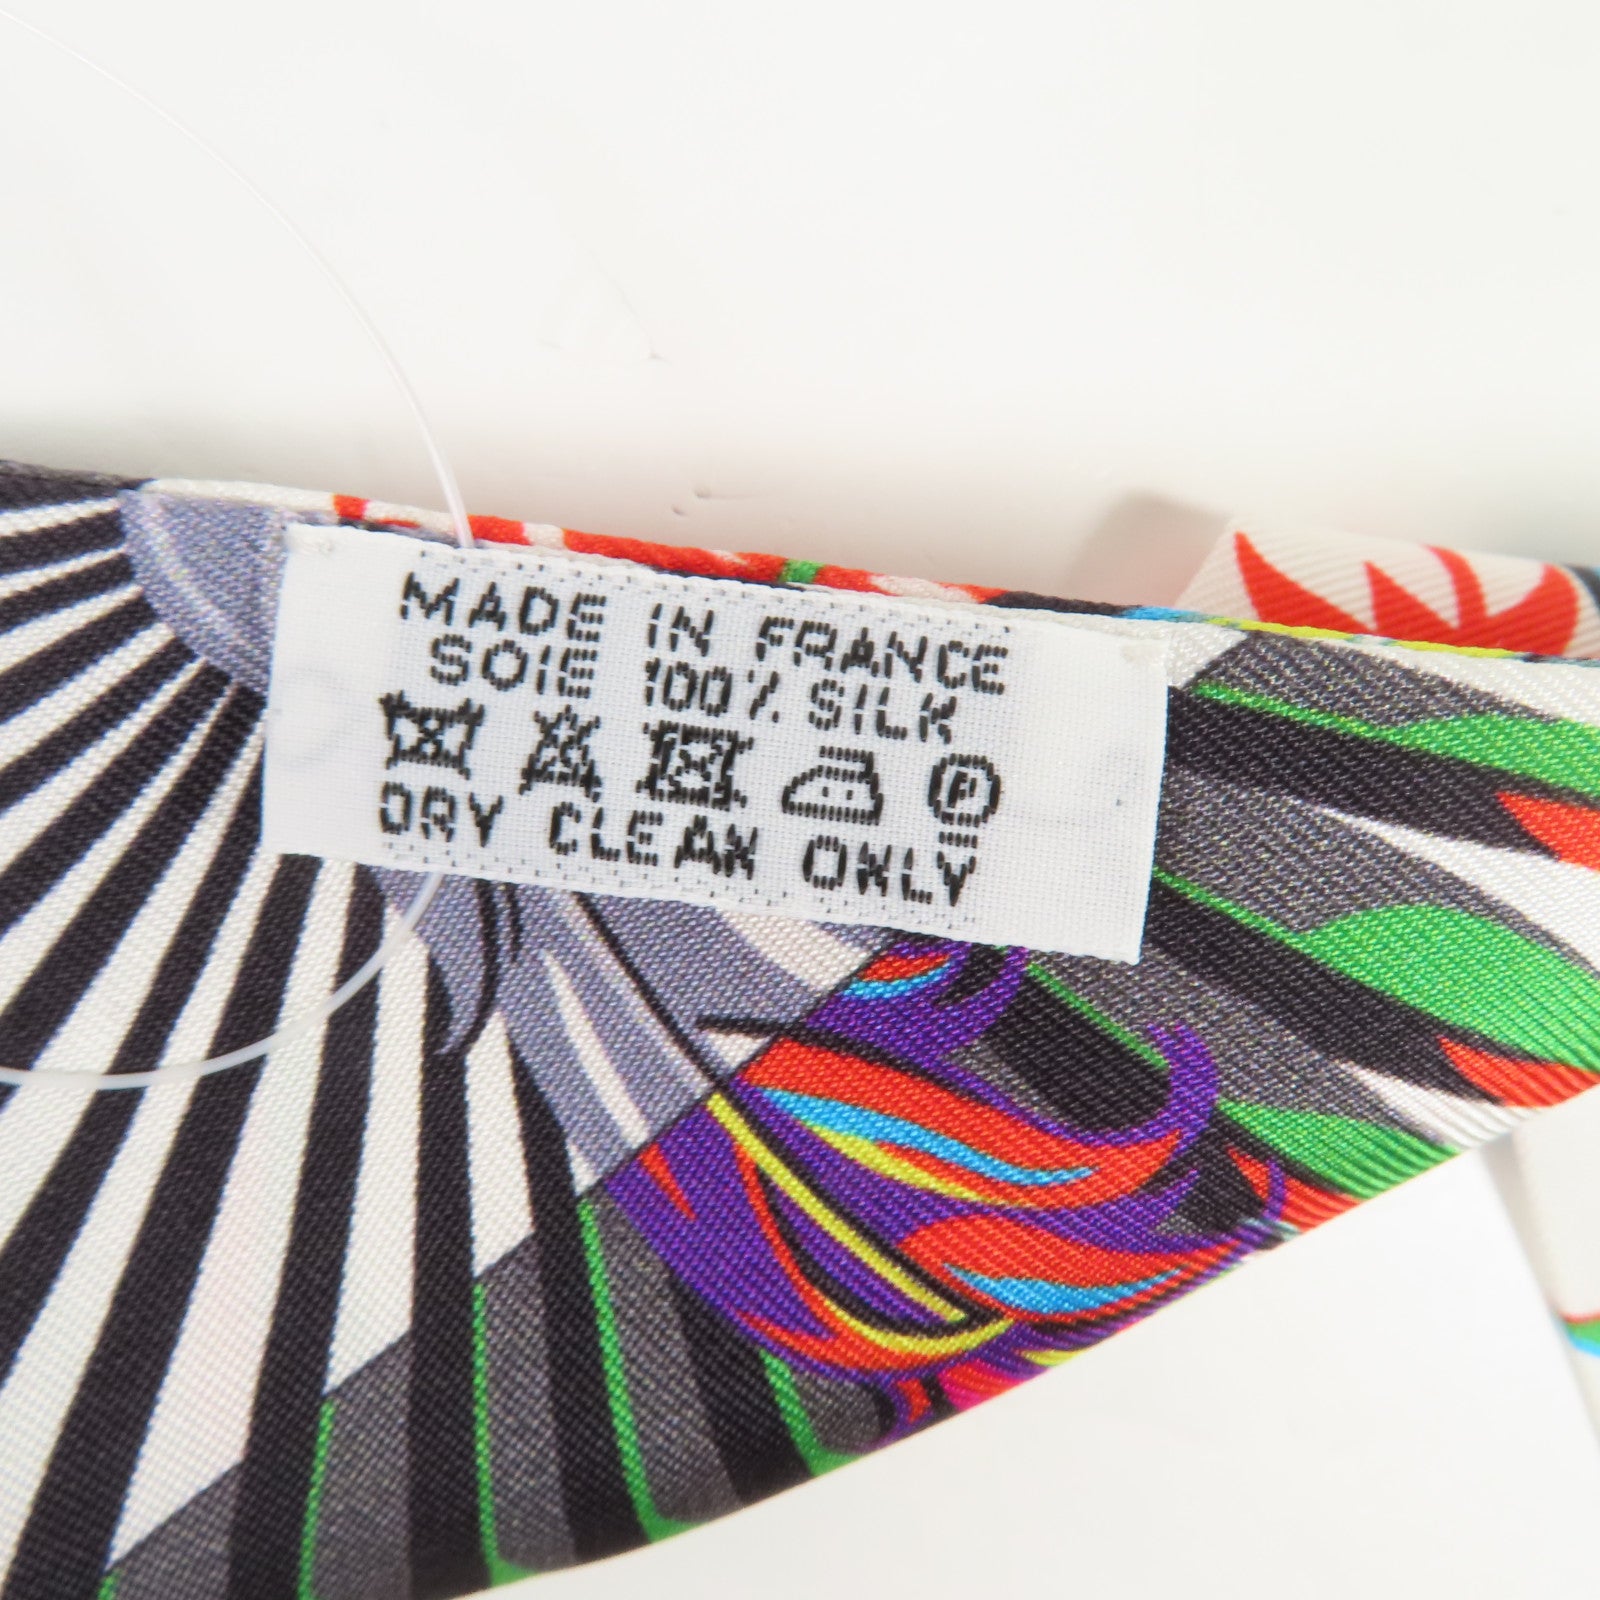 MADE IN FRANCE
SOIE 100% SILK
P
DRY CLEAN ONLY